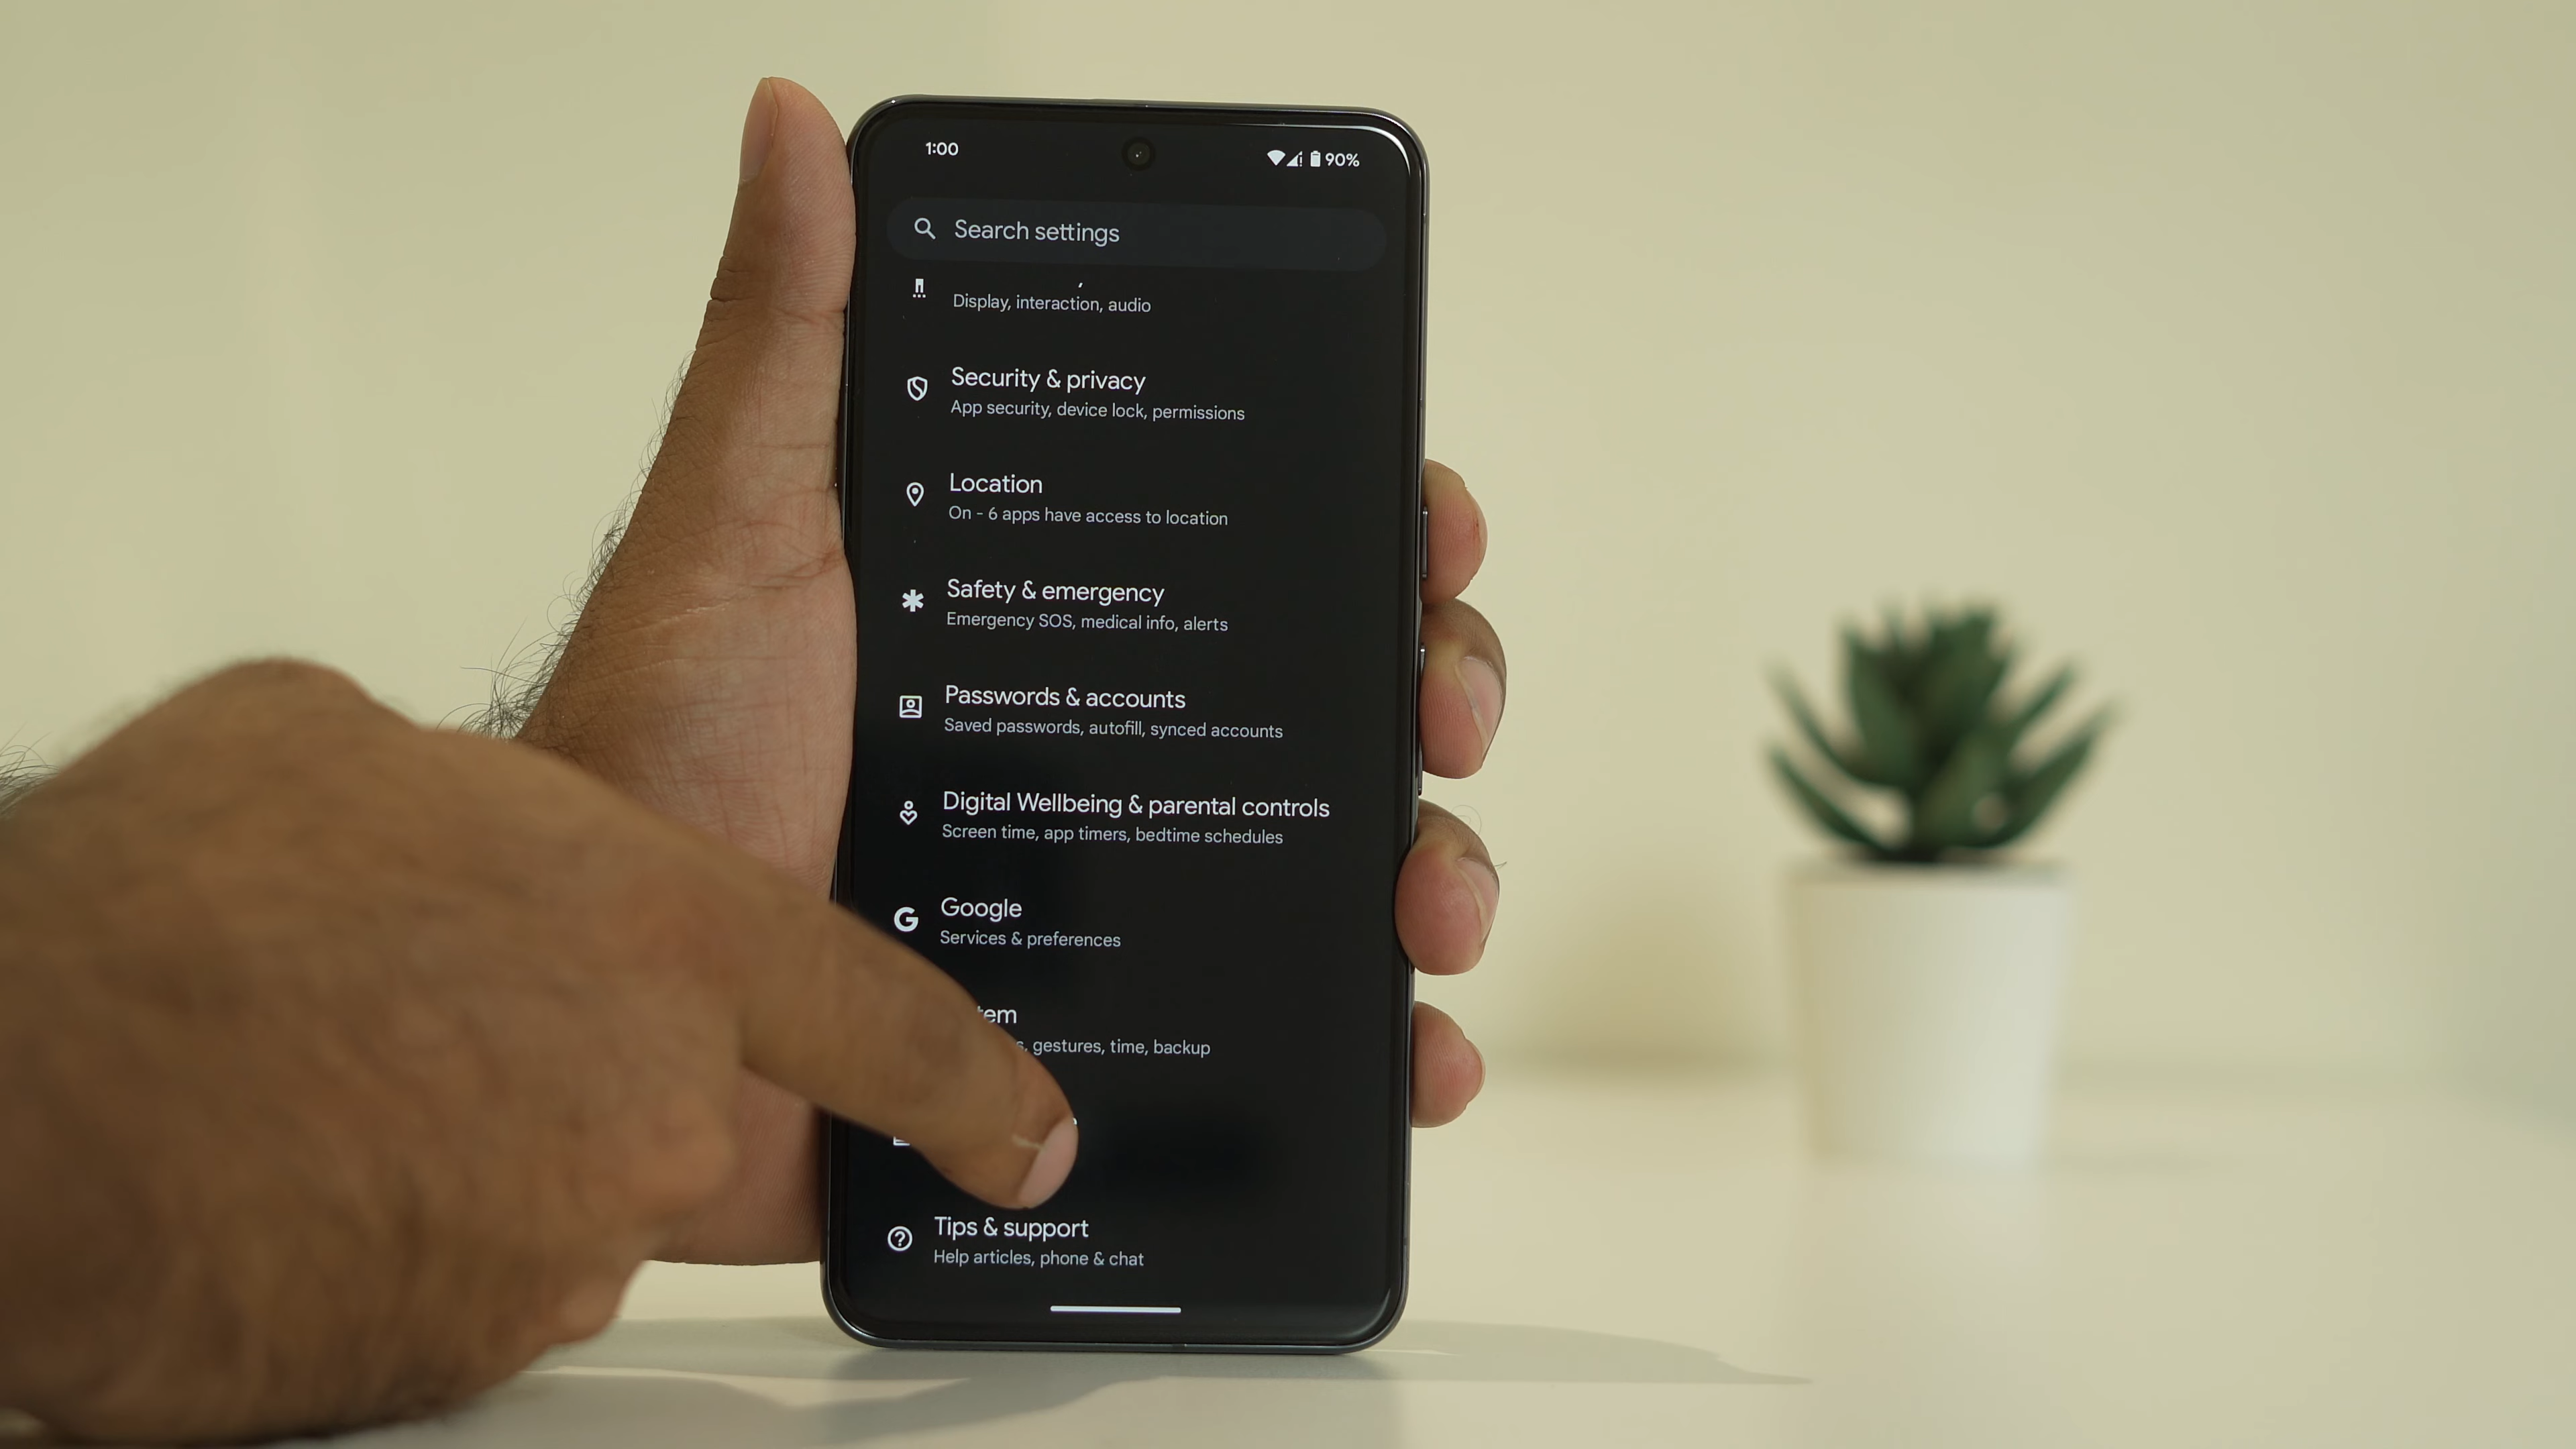 1:00
90%
Search settings
Display, interaction, audio
Security & privacy
App security, device lock, permissions
Location
On - 6 apps have access to location
Safety & emergency
Emergency SOS, medical info, alerts
Passwords & accounts
Saved passwords, autofill, synced accounts
Digital Wellbeing & parental controls
Screen time, app timers, bedtime schedules
Google
Services & preferences
gestures, time, backup
Tips & support
Help articles, phone & chat